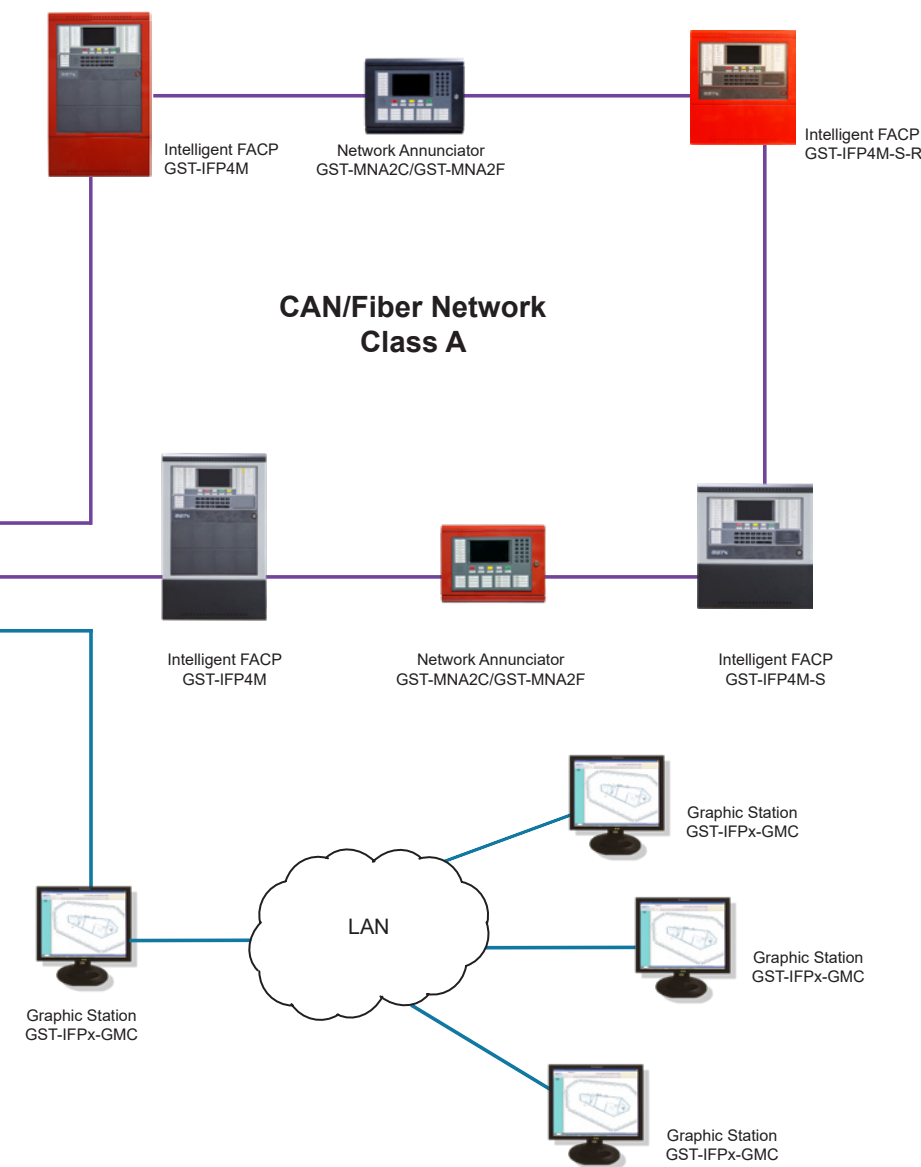 Intelligent FACP
GST-IFP4M
Network Annunciator
GST-MNA2C/GST-MNA2F
Intelligent FACP
GST-IFP4M-S-R
CAN/Fiber Network
Class A
Intelligent FACP
GST-IFP4M
Network Annunciator
GST-MNA2C/GST-MNA2F
Intelligent FACP
GST-IFP4M-S
Graphic Station
GST-IFPx-GMC
LAN
Graphic Station
GST-IFPx-GMC
Graphic Station
GST-IFPx-GMC
Graphic Station
GST-IFPx-GMC